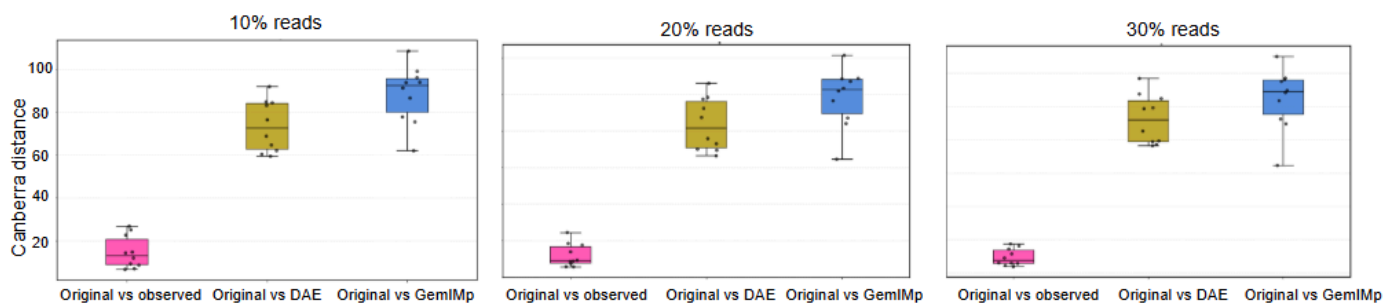 10% reads
20% reads
30% reads
Canberra distance
100
80
60
40
20
Original vs observed Original vs DAE Original vs GemIMp
Original vs observed Original vs DAE Original vs GemIMp
Original vs observed Original vs DAE Original vs GemIMp